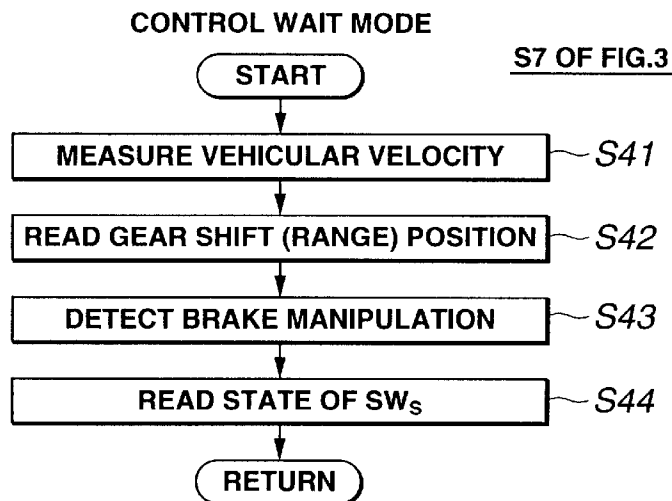 CONTROL WAIT MODE
S7 OF FIG.3
START
MEASURE VEHICULAR VELOCITY
S41
READ GEAR SHIFT (RANGE) POSITION
S42
DETECT BRAKE MANIPULATION
S43
READ STATE OF SWS
S44
RETURN